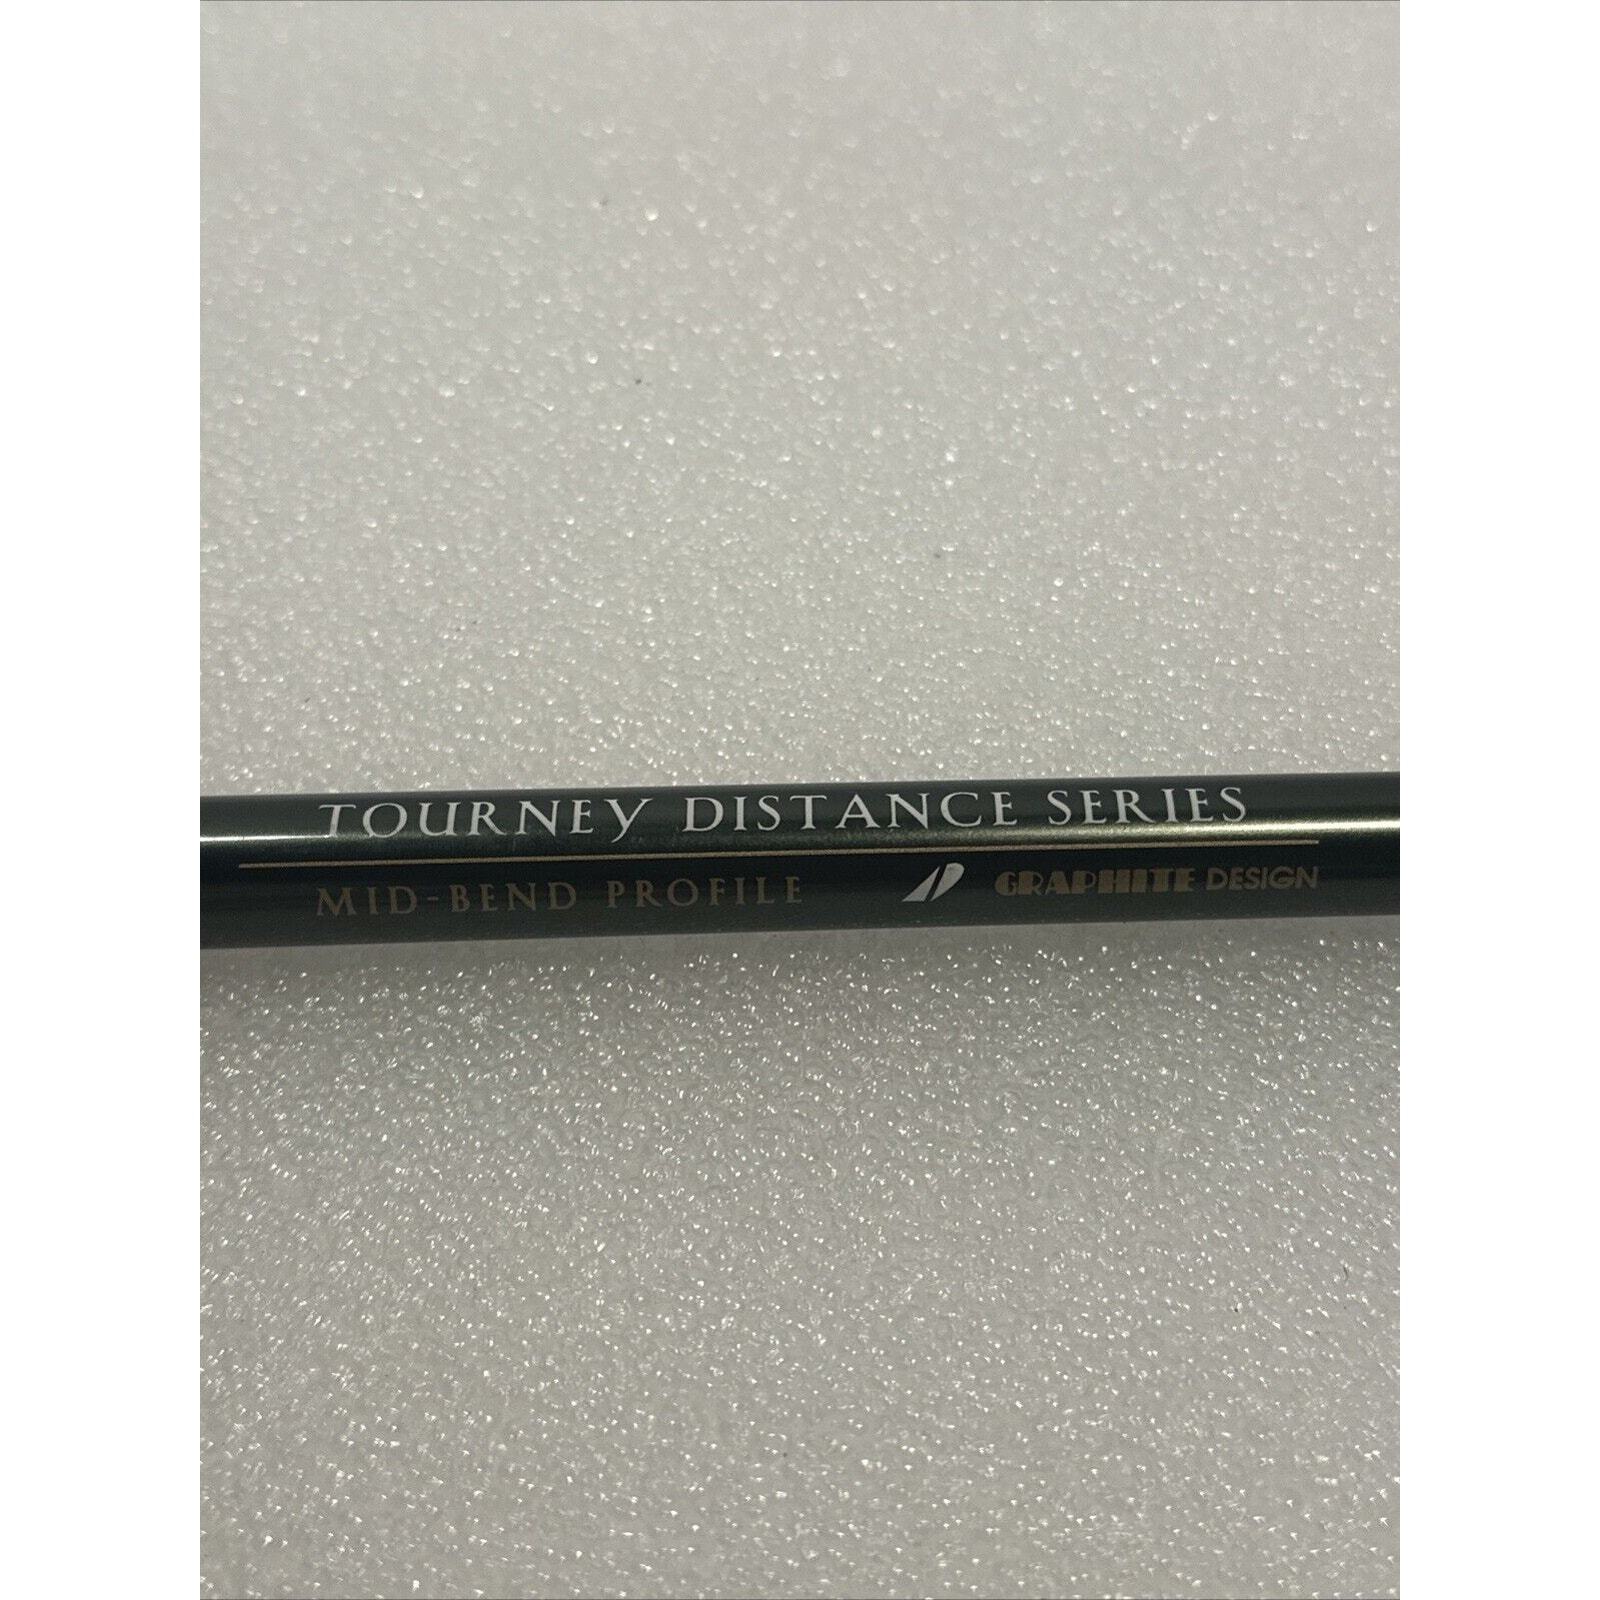 TOURNEY DISTANCE SERIES
MID-BEND PROFILE GRAPHITE DESIGN